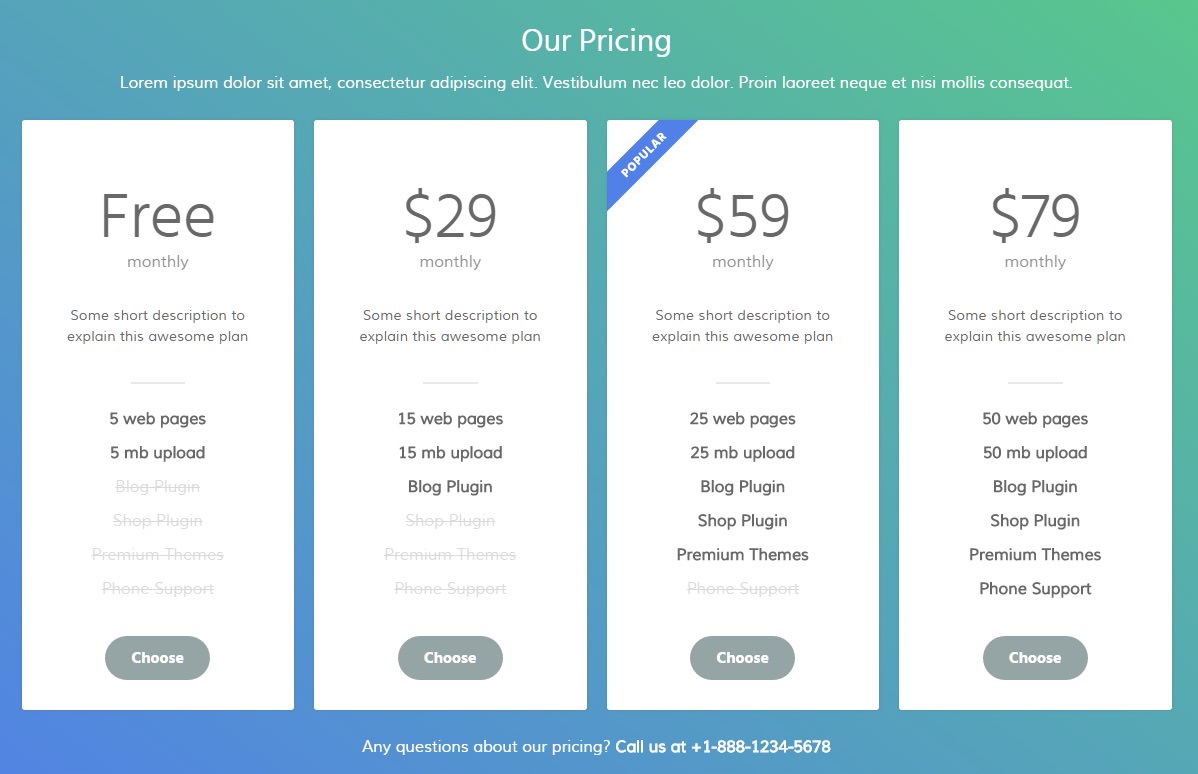 Our Pricing
Lorem ipsum dolor sit amet, consectetur adipiscing elit. Vestibulum nec leo dolor. Proin laoreet neque et nisi mollis consequat.
Free
monthly
Some short description to
explain this awesome plan
5 web pages
5 mb upload
Blog Plugin
Shop Plugin
Premium Themes
Phone Support
Choose
$29
monthly
Some short description to
explain this awesome plan
15 web pages
15 mb upload
Blog Plugin
Shop Plugin
Premium Themes
Phone Support
Choose
POPULAR
$59
monthly
Some short description to
explain this awesome plan
25 web pages
25 mb upload
Blog Plugin
Shop Plugin
Premium Themes
Phone Support
Choose
$79
monthly
Some short description to
explain this awesome plan
50 web pages
50 mb upload
Blog Plugin
Shop Plugin
Premium Themes
Phone Support
Choose
Any questions about our pricing? Call us at +1-888-1234-5678